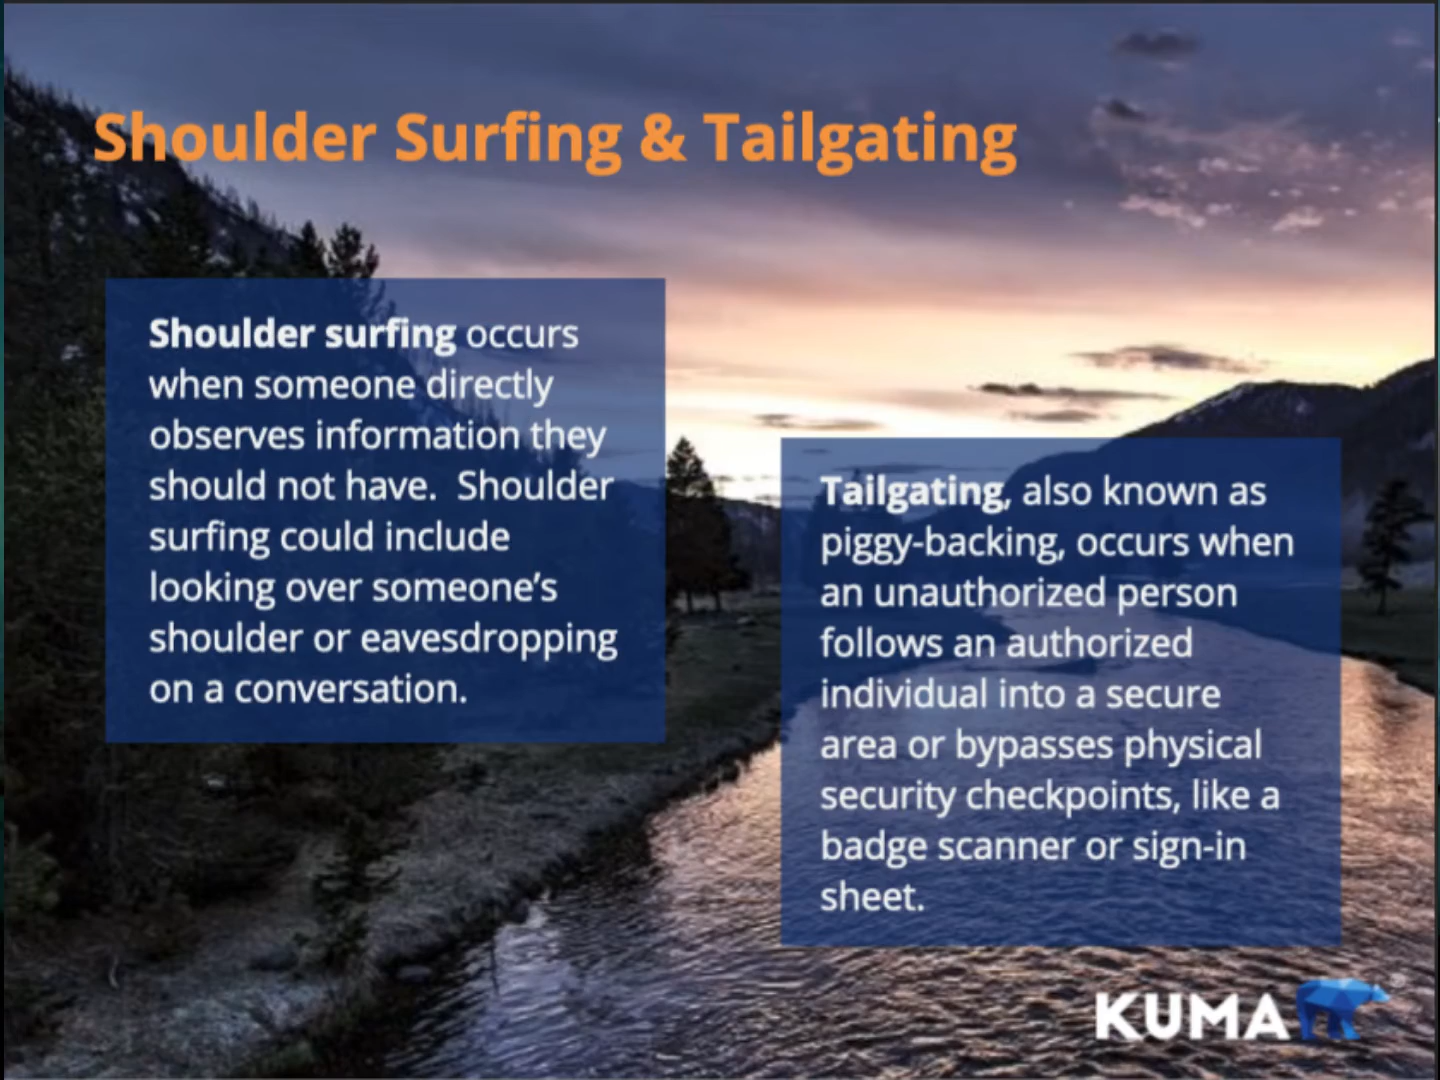 Shoulder Surfing & Tailgating
Shoulder surfing occurs
when someone directly
observes information they
should not have.  Shoulder
surfing could include
looking over someone's
shoulder or eavesdropping
on a conversation.
Tailgating, also known as
piggy-backing, occurs when
an unauthorized person
follows an authorized
individual into a secure
area or bypasses physical
security checkpoints, like a
badge scanner or sign-in
sheet.
KUMA